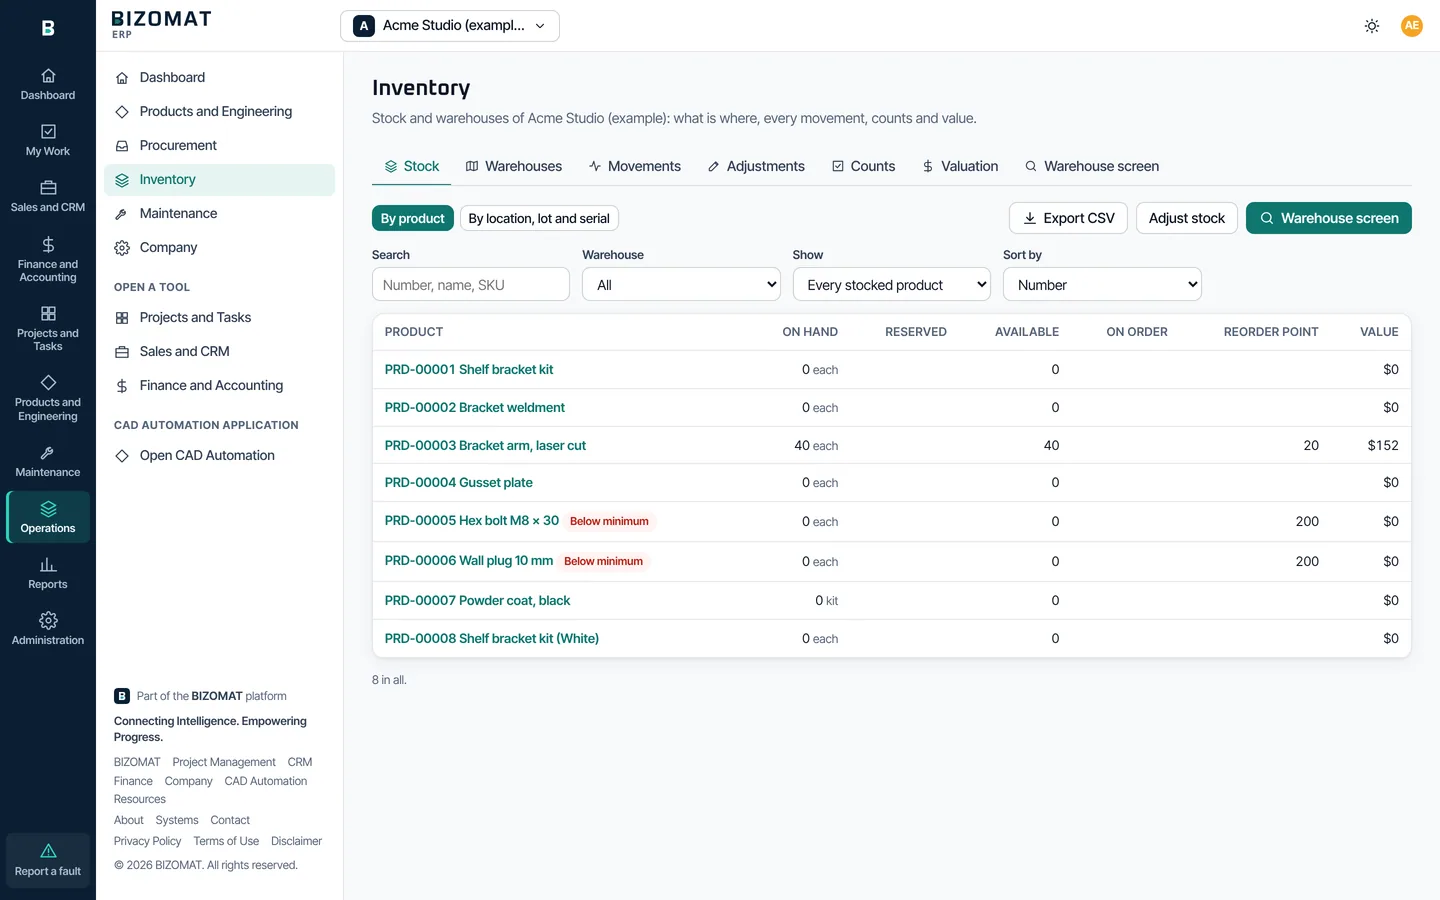 B
Dashboard
My Work
Sales and CRM
Finance and
Accounting
Projects and
Tasks
Products and
Engineering
Maintenance
Operations
Reports
Administration
Report a fault
BIZOMAT
ERP
A Acme Studio (exampl...
AE
Dashboard
Products and Engineering
Procurement
Inventory
Maintenance
Company
OPEN A TOOL
Projects and Tasks
Sales and CRM
Finance and Accounting
CAD AUTOMATION APPLICATION
Open CAD Automation
B Part of the BIZOMAT platform
Connecting Intelligence. Empowering
Progress.
BIZOMAT Project Management CRM
Finance Company CAD Automation
Resources
About Systems Contact
Privacy Policy Terms of Use Disclaimer
© 2026 BIZOMAT. All rights reserved.
Inventory
Stock and warehouses of Acme Studio (example): what is where, every movement, counts and value.
Stock Warehouses Movements Adjustments Counts Valuation Warehouse screen
By product By location, lot and serial Export CSV Adjust stock Warehouse screen
Search Warehouse Show Sort by
Number, name, SKU All Every stocked product Number
PRODUCT ON HAND RESERVED AVAILABLE ON ORDER REORDER POINT VALUE
PRD-00001 Shelf bracket kit 0 each 0 $0
PRD-00002 Bracket weldment 0 each 0 $0
PRD-00003 Bracket arm, laser cut 40 each 40 20 $152
PRD-00004 Gusset plate 0 each 0 $0
PRD-00005 Hex bolt M8 × 30 Below minimum 0 each 0 200 $0
PRD-00006 Wall plug 10 mm Below minimum 0 each 0 200 $0
PRD-00007 Powder coat, black 0 kit 0 $0
PRD-00008 Shelf bracket kit (White) 0 each 0 $0
8 in all.